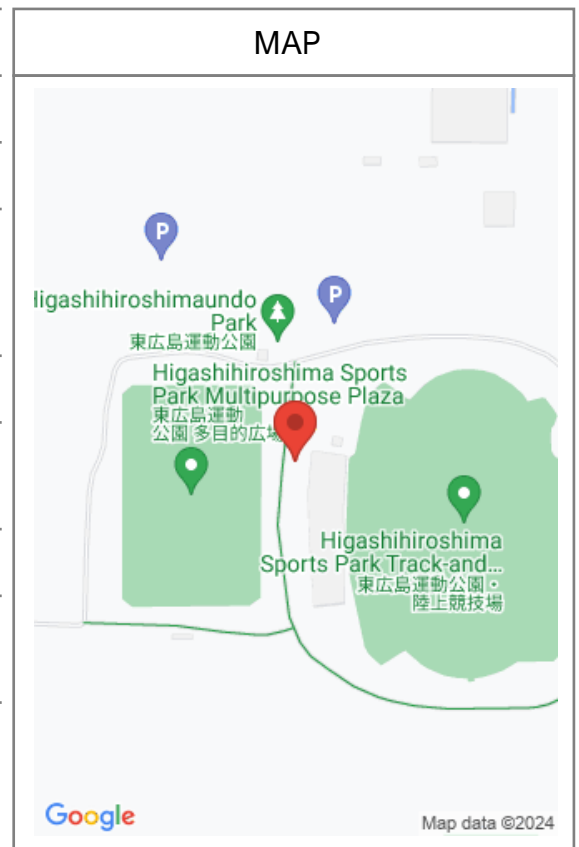 MAP
P
P
Higashihiroshimaundo
Park
東広島運動公園
Higashihiroshima Sports
Park Multipurpose Plaza
東広島運動
公園 多目的広場
Higashihiroshima
Sports Park Track-and...
東広島運動公園・
陸上競技場
Google
Map data ©2024